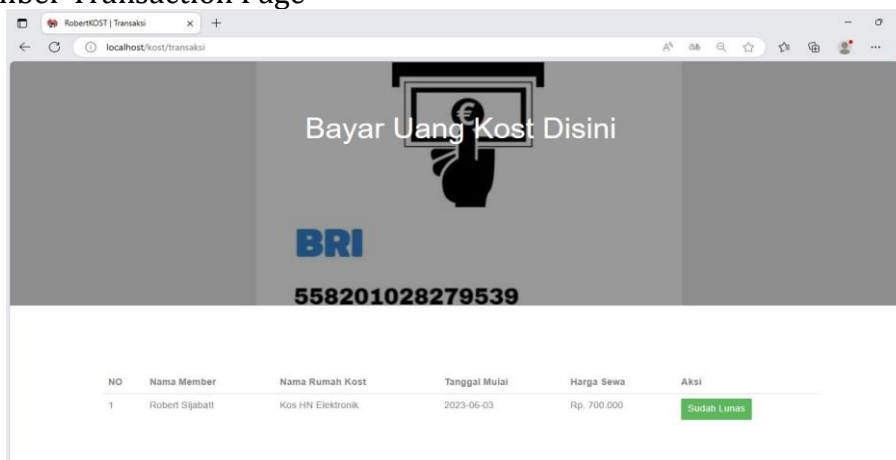 mber Transaction Page
RobertKOST | Transaksi
localhost/kost/transaksi
Bayar Uang Kost Disini
BRI
558201028279539
NO Nama Member Nama Rumah Kost Tanggal Mulai Harga Sewa Aksi
1 Robert Sijabatt Kos HN Elektronik 2023-06-03 Rp. 700.000 Sudah Lunas